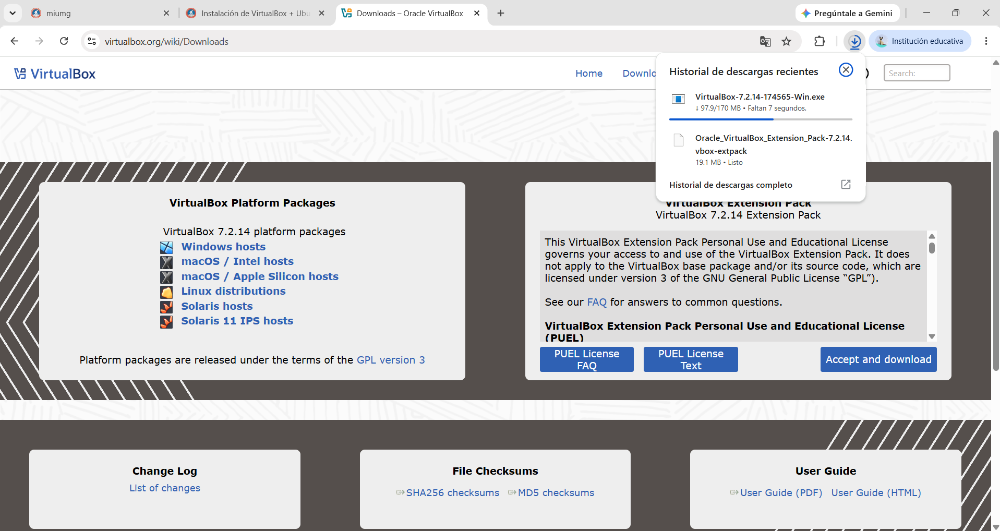 miumg
Instalación de VirtualBox + Ubu
Downloads – Oracle VirtualBox
Pregúntale a Gemini
virtualbox.org/wiki/Downloads
Institución educativa
VirtualBox
Home
Downlo
Search:
Historial de descargas recientes
VirtualBox-7.2.14-174565-Win.exe
↓ 97.9/170 MB • Faltan 7 segundos.
Oracle_VirtualBox_Extension_Pack-7.2.14.
vbox-extpack
19.1 MB • Listo
Historial de descargas completo
VirtualBox Platform Packages
VirtualBox 7.2.14 platform packages
Windows hosts
macOS / Intel hosts
macOS / Apple Silicon hosts
Linux distributions
Solaris hosts
Solaris 11 IPS hosts
Platform packages are released under the terms of the GPL version 3
VirtualBox Extension Pack
VirtualBox 7.2.14 Extension Pack
This VirtualBox Extension Pack Personal Use and Educational License
governs your access to and use of the VirtualBox Extension Pack. It does
not apply to the VirtualBox base package and/or its source code, which are
licensed under version 3 of the GNU General Public License “GPL”).
See our FAQ for answers to common questions.
VirtualBox Extension Pack Personal Use and Educational License
(PUEL)
PUEL License
FAQ
PUEL License
Text
Accept and download
Change Log
List of changes
File Checksums
SHA256 checksums
MD5 checksums
User Guide
User Guide (PDF)
User Guide (HTML)